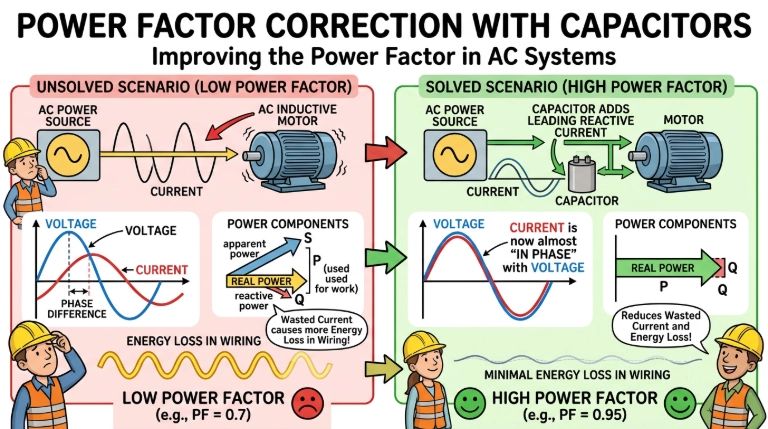 POWER FACTOR CORRECTION WITH CAPACITORS
Improving the Power Factor in AC Systems
UNSOLVED SCENARIO (LOW POWER FACTOR)
AC POWER
SOURCE
AC INDUCTIVE
MOTOR
CURRENT
VOLTAGE
VOLTAGE
CURRENT
PHASE
DIFFERENCE
POWER COMPONENTS
apparent
power
S
P
(used
used
for work)
REAL POWER
reactive
power
Q
Wasted Current
causes more Energy
Loss in Wiring!
ENERGY LOSS IN WIRING
LOW POWER FACTOR
(e.g., PF = 0.7)
SOLVED SCENARIO (HIGH POWER FACTOR)
AC POWER
SOURCE
CAPACITOR ADDS
LEADING REACTIVE
CURRENT
MOTOR
CURRENT
CAPACITOR
VOLTAGE
CURRENT is
now almost
"IN PHASE"
with VOLTAGE
POWER COMPONENTS
REAL POWER
Q
P
Q
Reduces Wasted
Current and
Energy Loss!
MINIMAL ENERGY LOSS IN WIRING
HIGH POWER FACTOR
(e.g., PF = 0.95)